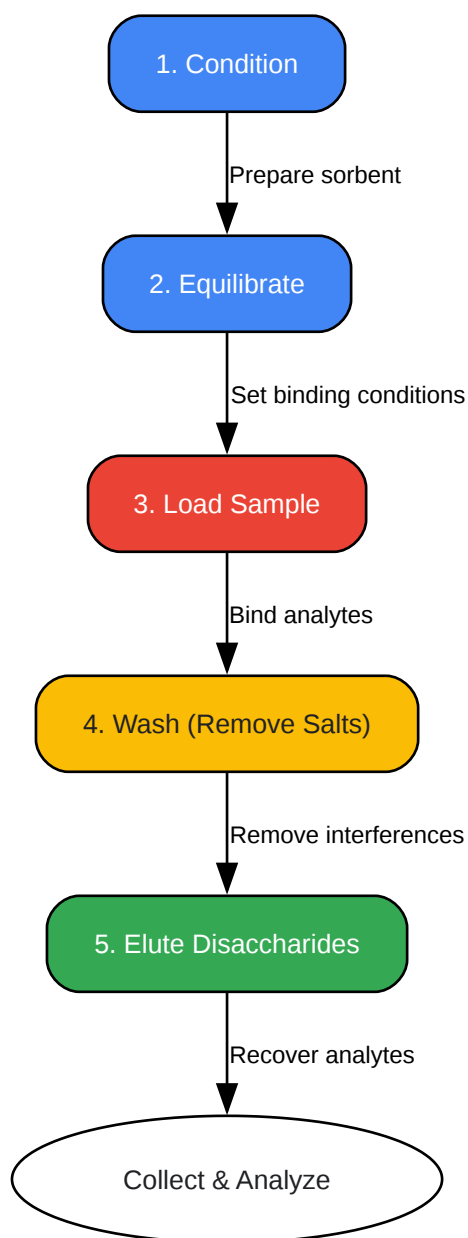 1. Condition
Prepare sorbent
2. Equilibrate
Set binding conditions
3. Load Sample
Bind analytes
4. Wash (Remove Salts)
Remove interferences
5. Elute Disaccharides
Recover analytes
Collect & Analyze